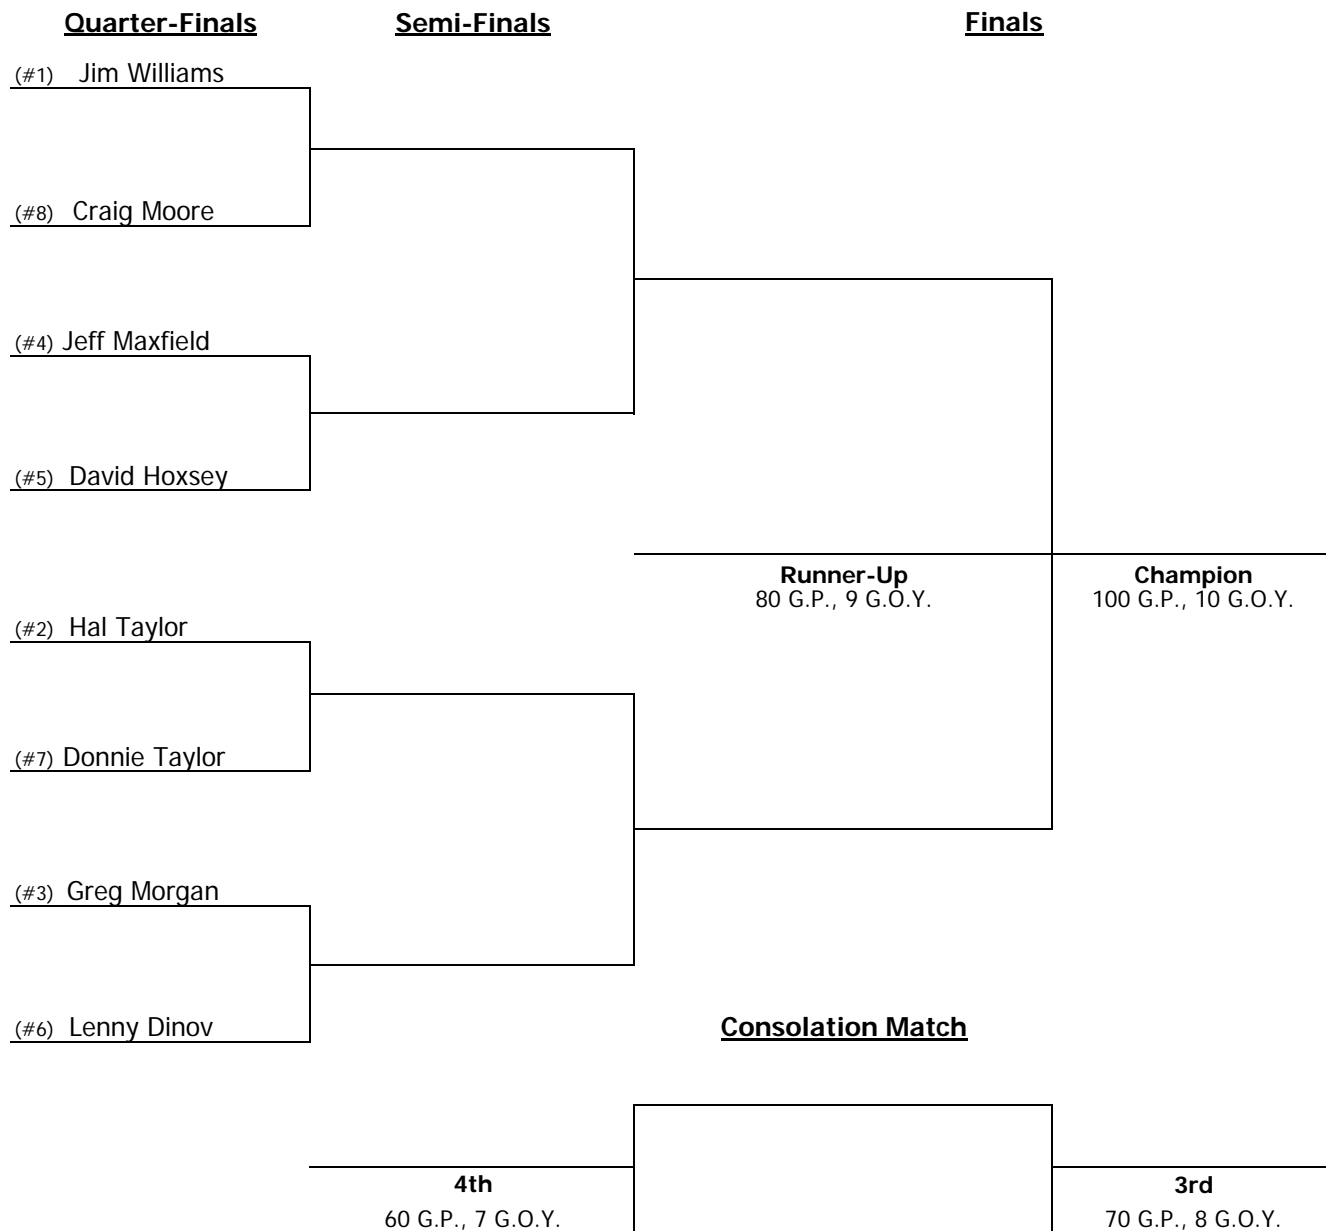 Quarter-Finals Semi-Finals Finals
(#1) Jim Williams
(#8) Craig Moore
(#4) Jeff Maxfield
(#5) David Hoxsey
Runner-Up Champion
80 G.P., 9 G.O.Y. 100 G.P., 10 G.O.Y.
(#2) Hal Taylor
(#7) Donnie Taylor
(#3) Greg Morgan
(#6) Lenny Dinov
Consolation Match
4th 3rd
60 G.P., 7 G.O.Y. 70 G.P., 8 G.O.Y.